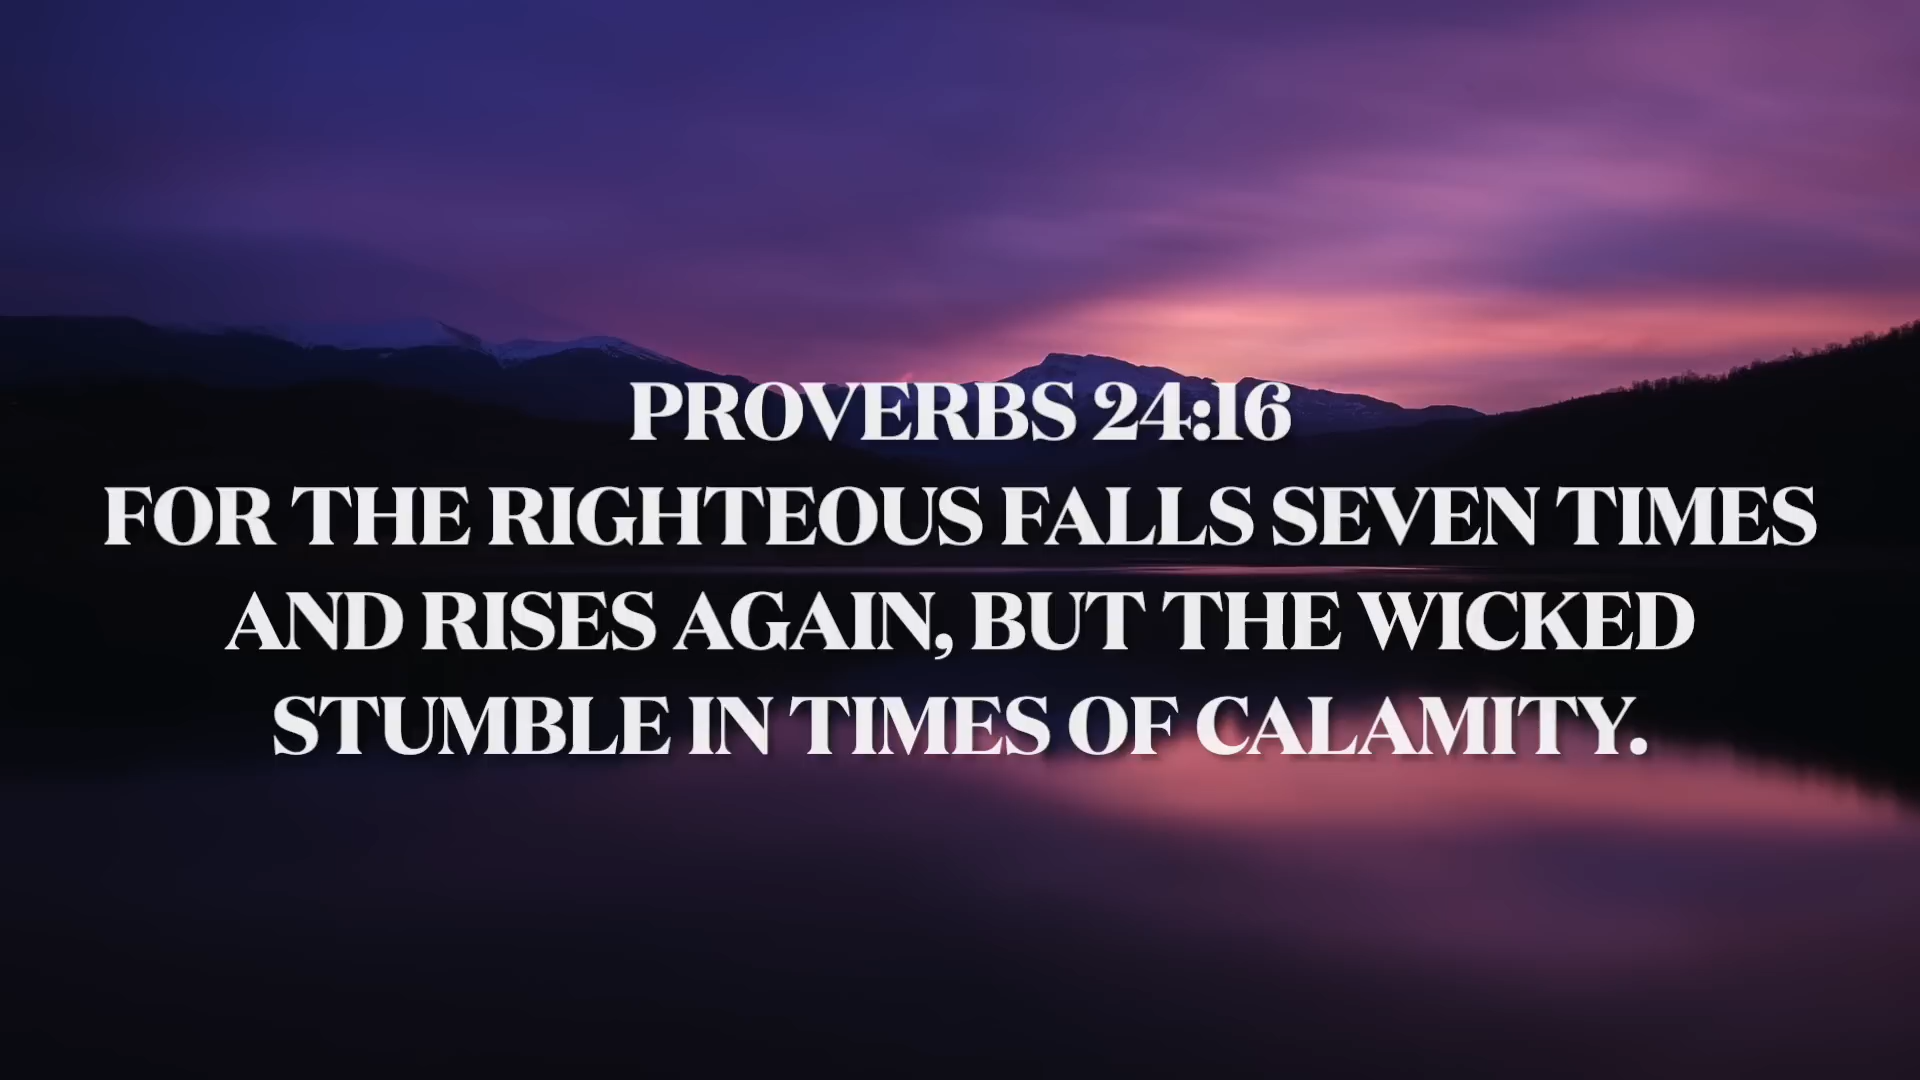 PROVERBS 24:16
FOR THE RIGHTEOUS FALLS SEVEN TIMES
AND RISES AGAIN, BUT THE WICKED
STUMBLE IN TIMES OF CALAMITY.